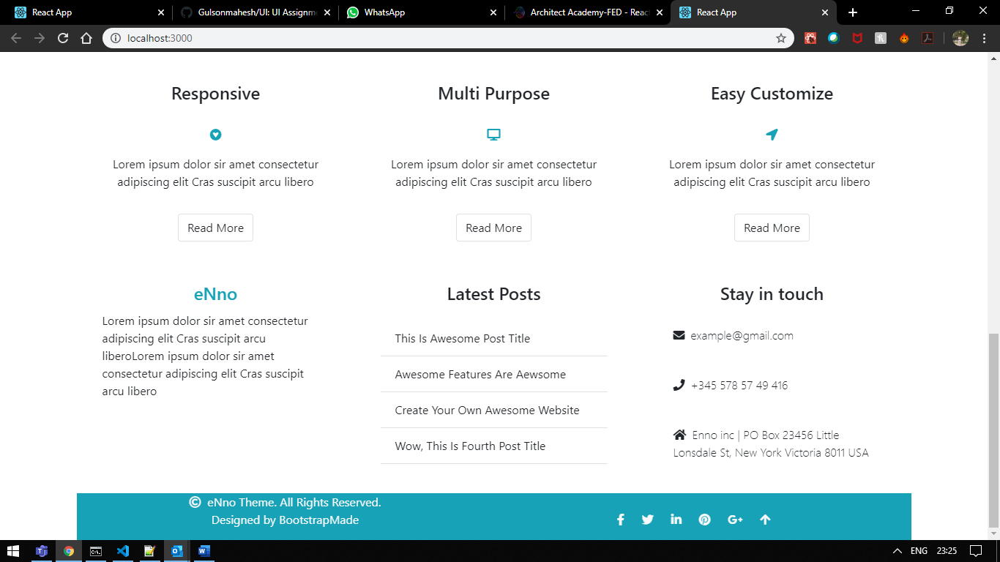 React App
Gulsonmahesh/UI: UI Assignm
WhatsApp
Architect Academy-FED - Reac
React App
localhost:3000
Responsive
Multi Purpose
Easy Customize
Lorem ipsum dolor sir amet consectetur
adipiscing elit Cras suscipit arcu libero
Lorem ipsum dolor sir amet consectetur
adipiscing elit Cras suscipit arcu libero
Lorem ipsum dolor sir amet consectetur
adipiscing elit Cras suscipit arcu libero
Read More
Read More
Read More
eNno
Lorem ipsum dolor sir amet consectetur
adipiscing elit Cras suscipit arcu
liberoLorem ipsum dolor sir amet
consectetur adipiscing elit Cras suscipit
arcu libero
Latest Posts
This Is Awesome Post Title
Awesome Features Are Aewsome
Create Your Own Awesome Website
Wow, This Is Fourth Post Title
Stay in touch
example@gmail.com
+345 578 57 49 416
Enno inc | PO Box 23456 Little
Lonsdale St, New York Victoria 8011 USA
© eNno Theme. All Rights Reserved.
Designed by BootstrapMade
ENG 23:25